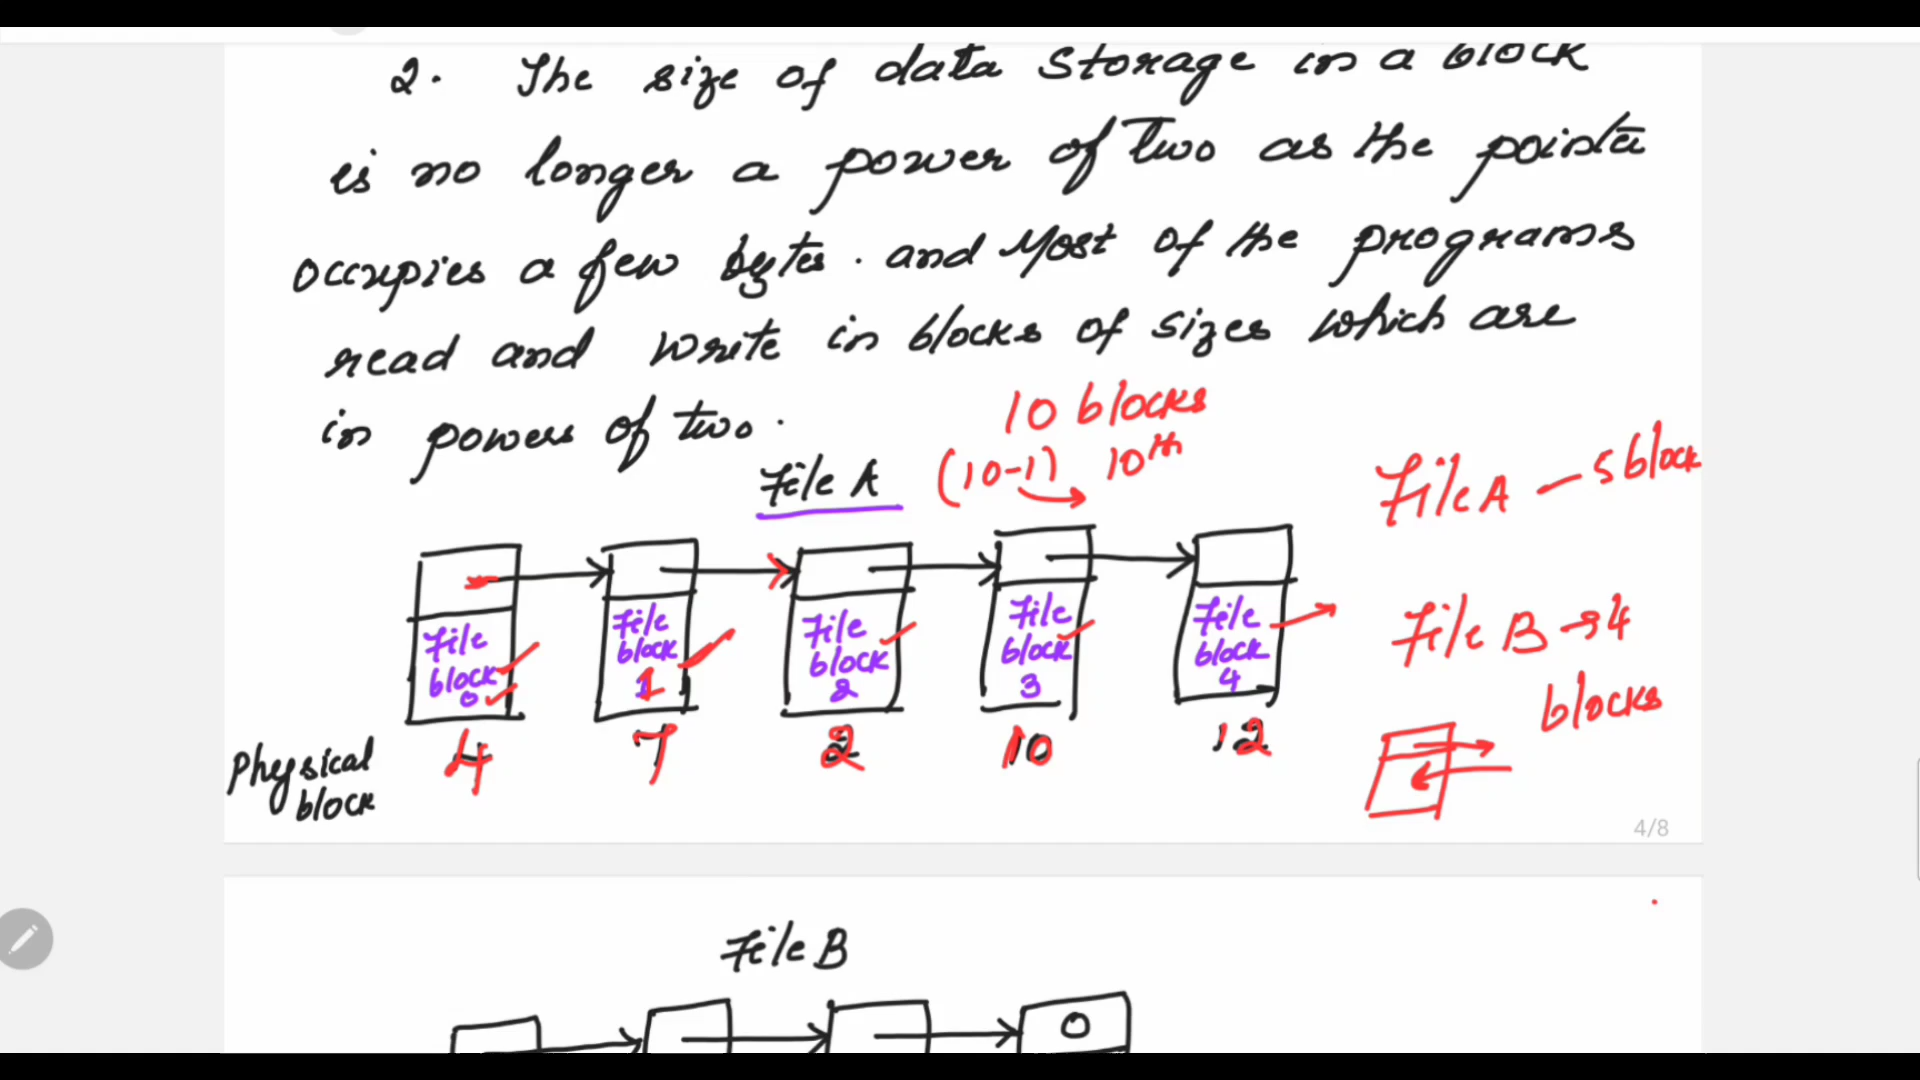 2. The size of data storage in a block
is no longer a power of two as the pointer
occupies a few bytes. and Most of the programs
read and write in blocks of sizes which are
in powers of two.
10 blocks
File A (10-1) 10th
File A - 5 block
File block 0
File block 1
File block 2
File block 3
File block 4
File B → 4
blocks
Physical block
4 7 2 10 12
4/8
File B
0